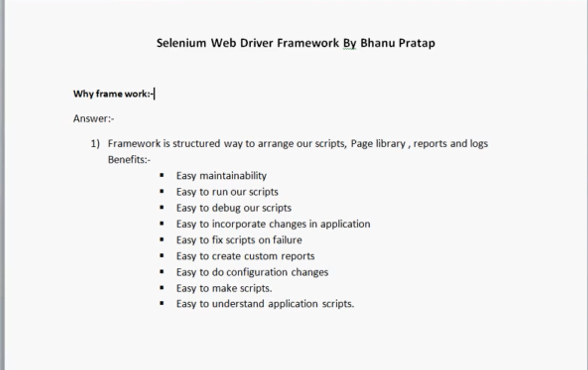 Selenium Web Driver Framework By Bhanu Pratap
Why frame work:-
Answer:-
1) Framework is structured way to arrange our scripts, Page library , reports and logs
Benefits:-
▪ Easy maintainability
▪ Easy to run our scripts
▪ Easy to debug our scripts
▪ Easy to incorporate changes in application
▪ Easy to fix scripts on failure
▪ Easy to create custom reports
▪ Easy to do configuration changes
▪ Easy to make scripts.
▪ Easy to understand application scripts.